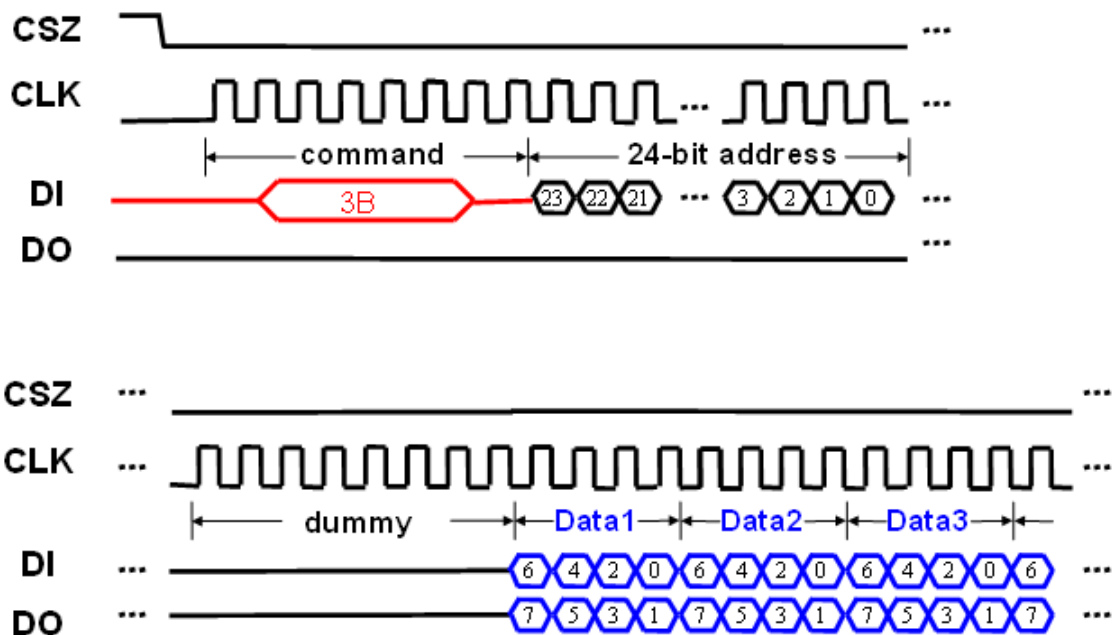 CSZ ...
CLK ... ...
command 24-bit address
DI 3B 23 22 21 ... 3 2 1 0 ...
DO ...
CSZ ... ...
CLK ... ...
dummy Data1 Data2 Data3
DI ... 6 4 2 0 6 4 2 0 6 4 2 0 6 ...
DO ... 7 5 3 1 7 5 3 1 7 5 3 1 7 ...